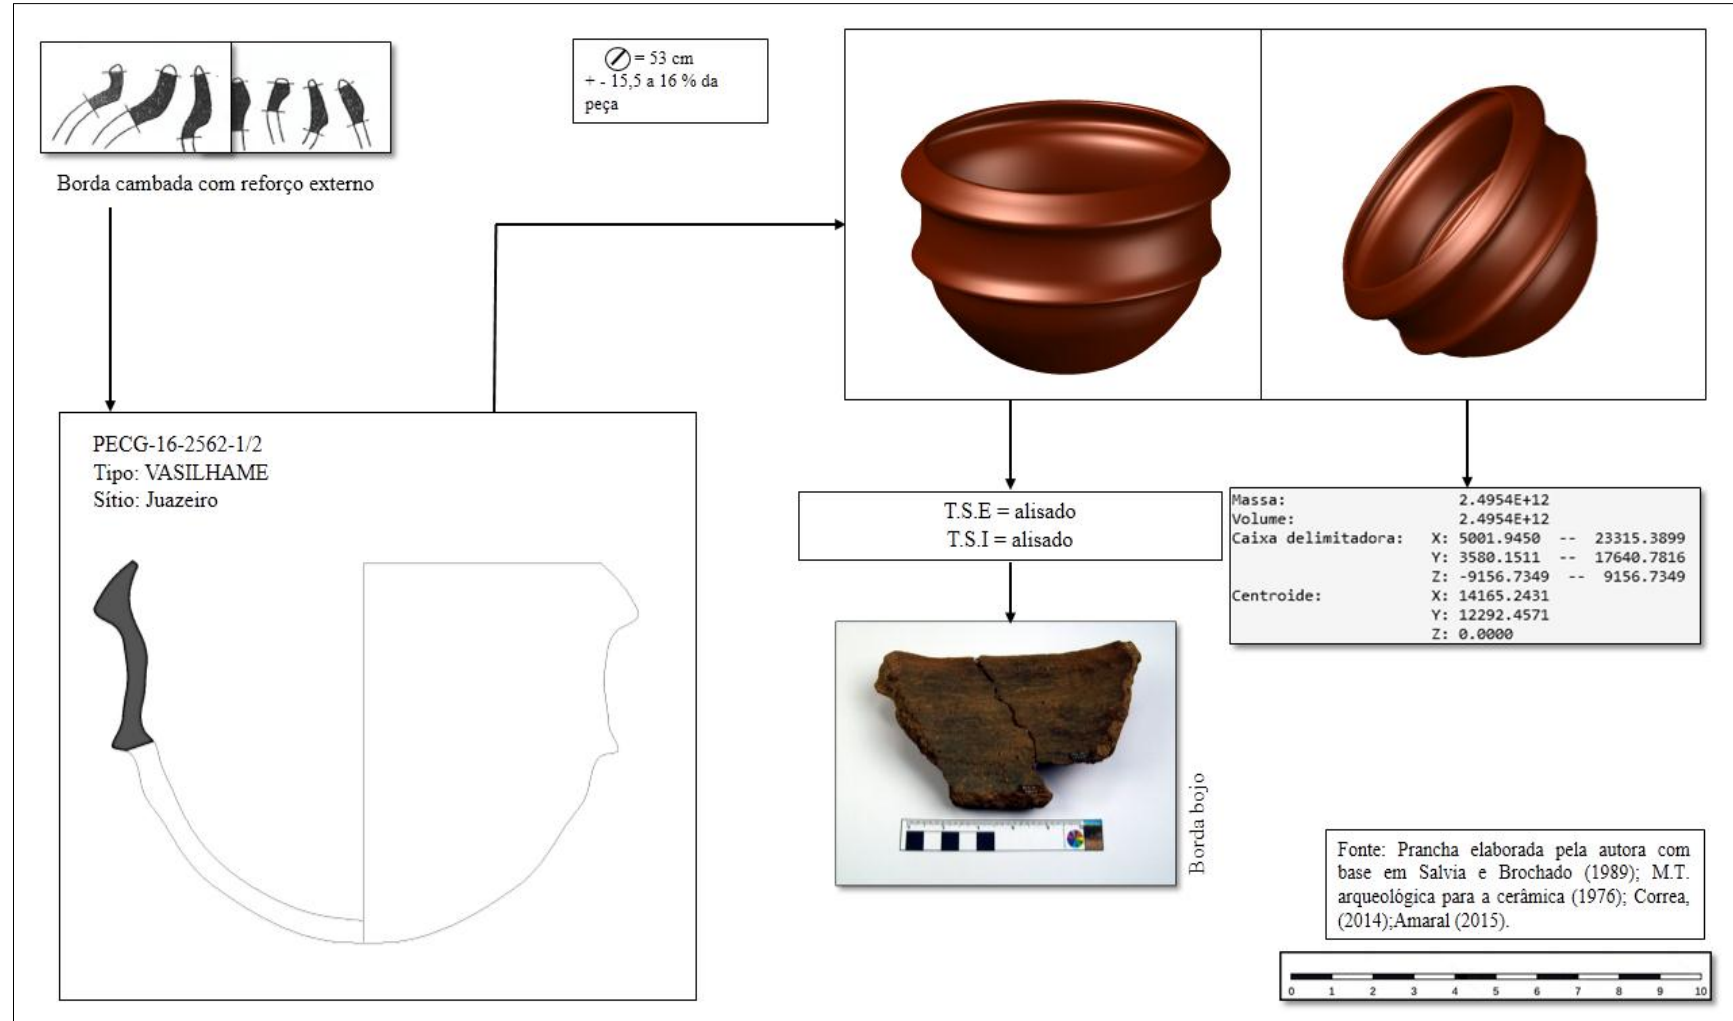 = 53 cm
+ - 15,5 a 16 % da
peça
Borda cambada com reforço externo
PECG-16-2562-1/2
Tipo: VASILHAME
Sítio: Juazeiro
T.S.E = alisado
T.S.I = alisado
Massa: 2.4954E+12
Volume: 2.4954E+12
Caixa delimitadora: X: 5001.9450 -- 23315.3899
Y: 3580.1511 -- 17640.7816
Z: -9156.7349 -- 9156.7349
Centroide: X: 14165.2431
Y: 12292.4571
Z: 0.0000
Borda bojo
Fonte: Prancha elaborada pela autora com
base em Salvia e Brochado (1989); M.T.
arqueológica para a cerâmica (1976); Correa,
(2014);Amaral (2015).
0 1 2 3 4 5 6 7 8 9 10